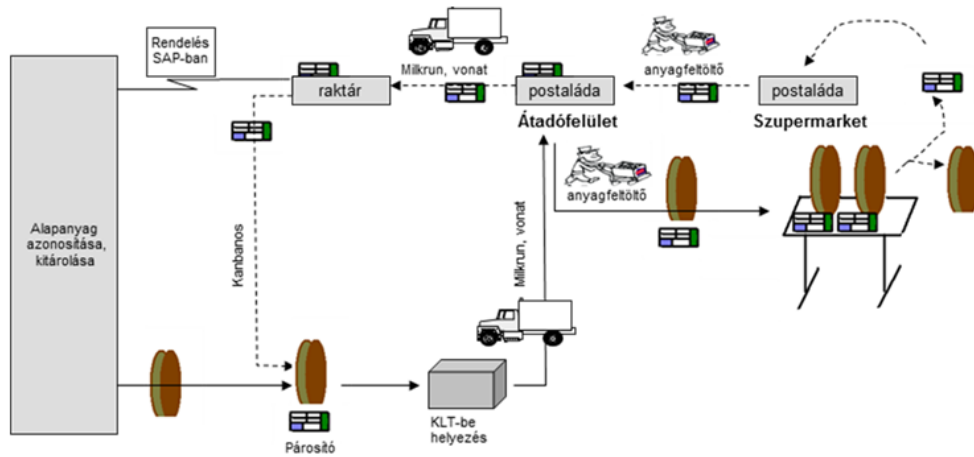 Rendelés
SAP-ban
Milkrun, vonat
anyagfeltöltő
raktár
postaláda
postaláda
Átadófelület
Szupermarket
anyagfeltöltő
Alapanyag
azonosítása,
kitárolása
Kanbanos
Milkrun, vonat
KLT-be
helyezés
Párosító